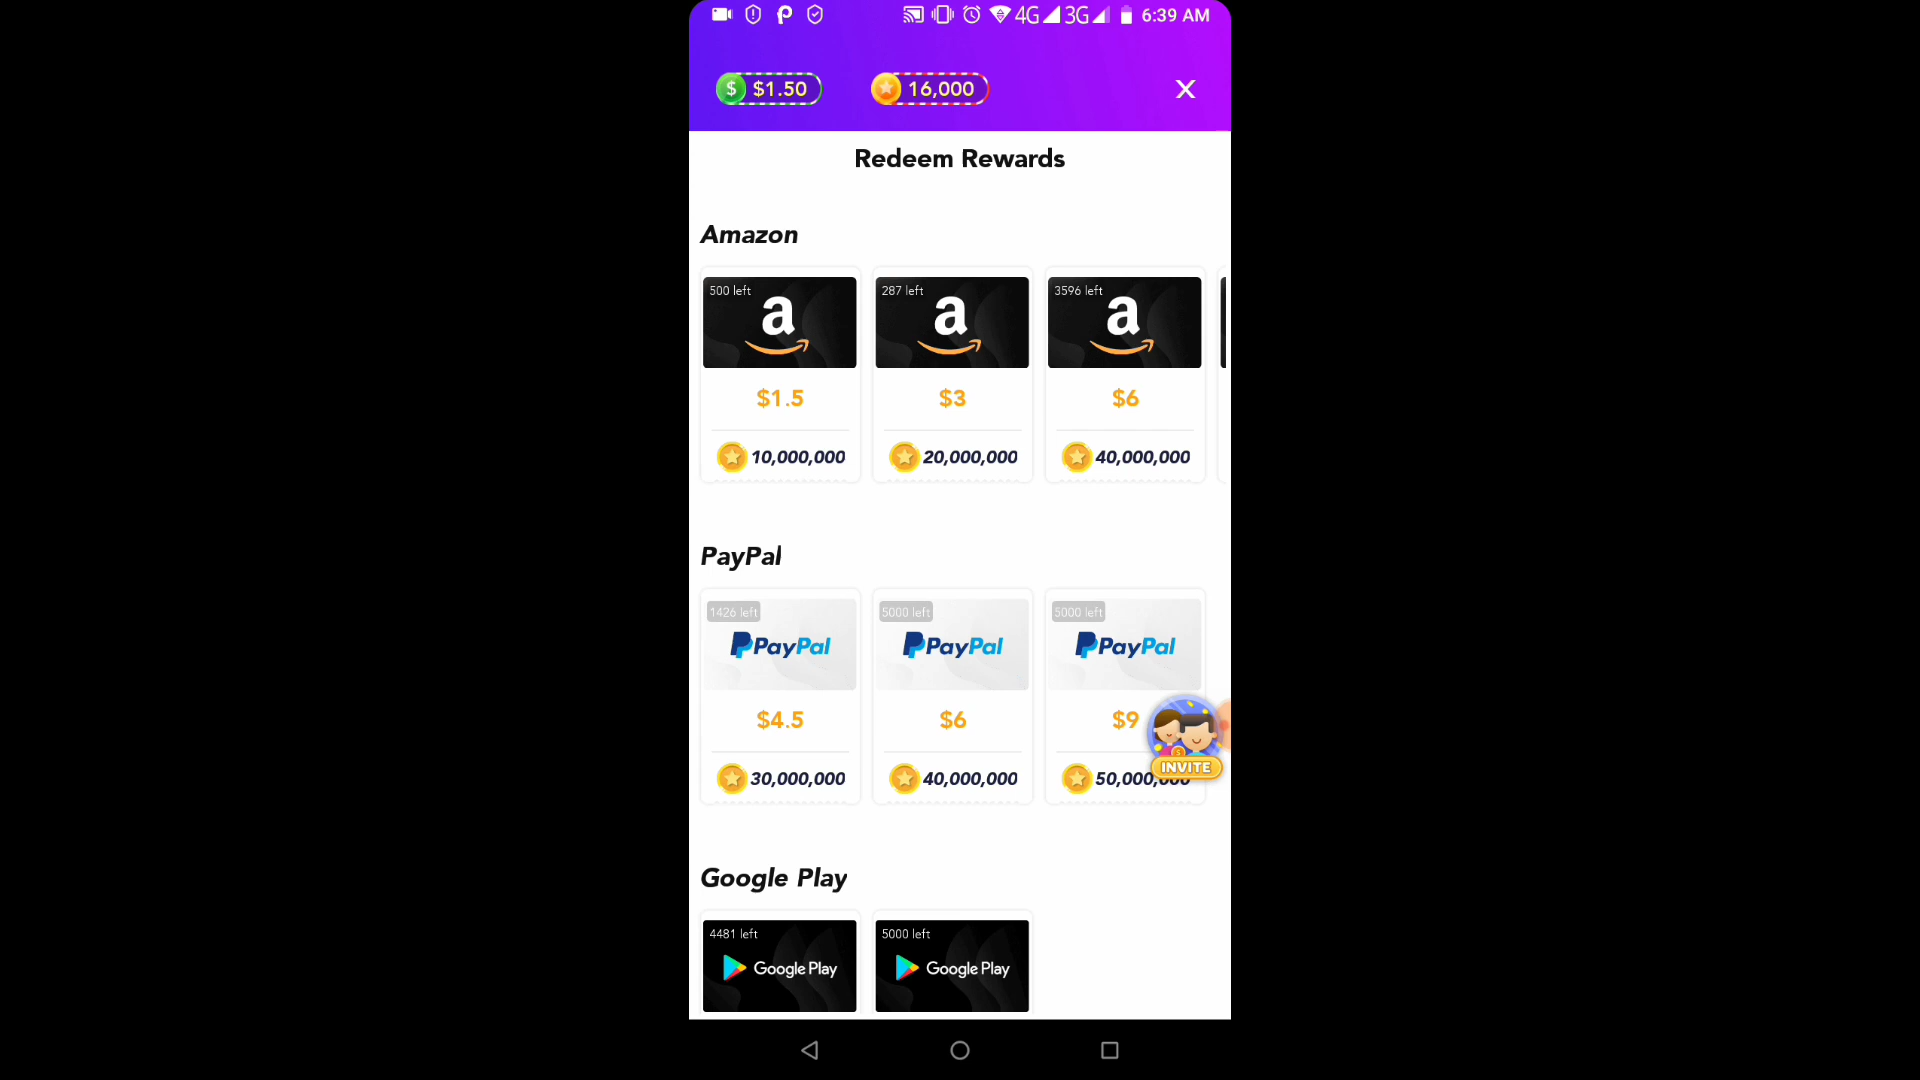 4G 3G 6:39 AM
$ $1.50 16,000 X
Redeem Rewards
Amazon
500 left 287 left 3596 left
a a a
$1.5 $3 $6
10,000,000 20,000,000 40,000,000
PayPal
1426 left 5000 left 5000 left
PayPal PayPal PayPal
$4.5 $6 $9
INVITE
30,000,000 40,000,000 50,000,000
Google Play
4481 left 5000 left
Google Play Google Play